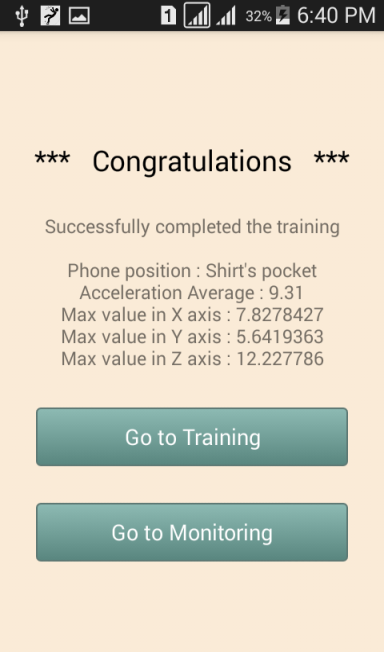 1 32% 6:40 PM
*** Congratulations ***
Successfully completed the training
Phone position : Shirt's pocket
Acceleration Average : 9.31
Max value in X axis : 7.8278427
Max value in Y axis : 5.6419363
Max value in Z axis : 12.227786
Go to Training
Go to Monitoring